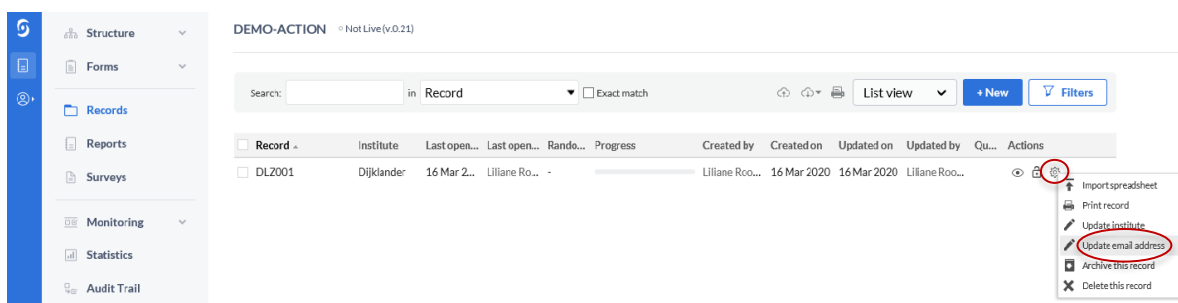 Structure
Forms
Records
Reports
Surveys
Monitoring
Statistics
Audit Trail
DEMO-ACTION Not Live (v.0.21)
Search: in Record Exact match List view + New Filters
Record Institute Last open... Last open... Rando... Progress Created by Created on Updated on Updated by Qu... Actions
DLZ001 Dijklander 16 Mar 2... Liliane Ro... - Liliane Roo... 16 Mar 2020 16 Mar 2020 Liliane Roo...
Import spreadsheet
Print record
Update institute
Update email address
Archive this record
Delete this record